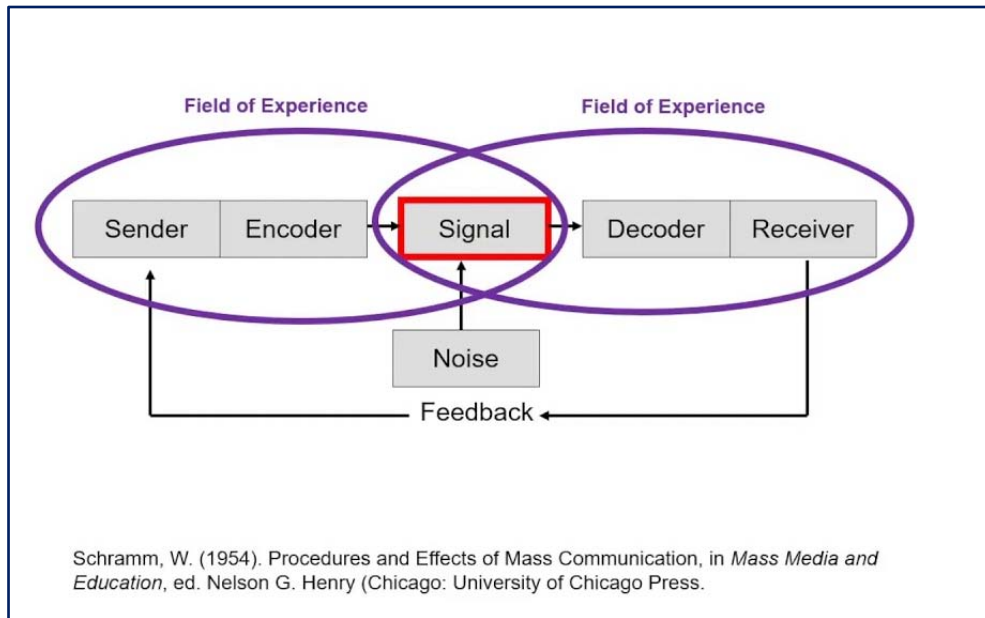 Field of Experience
Field of Experience
Sender
Encoder
Signal
Decoder
Receiver
Noise
Feedback
Schramm, W. (1954). Procedures and Effects of Mass Communication, in Mass Media and
Education, ed. Nelson G. Henry (Chicago: University of Chicago Press.